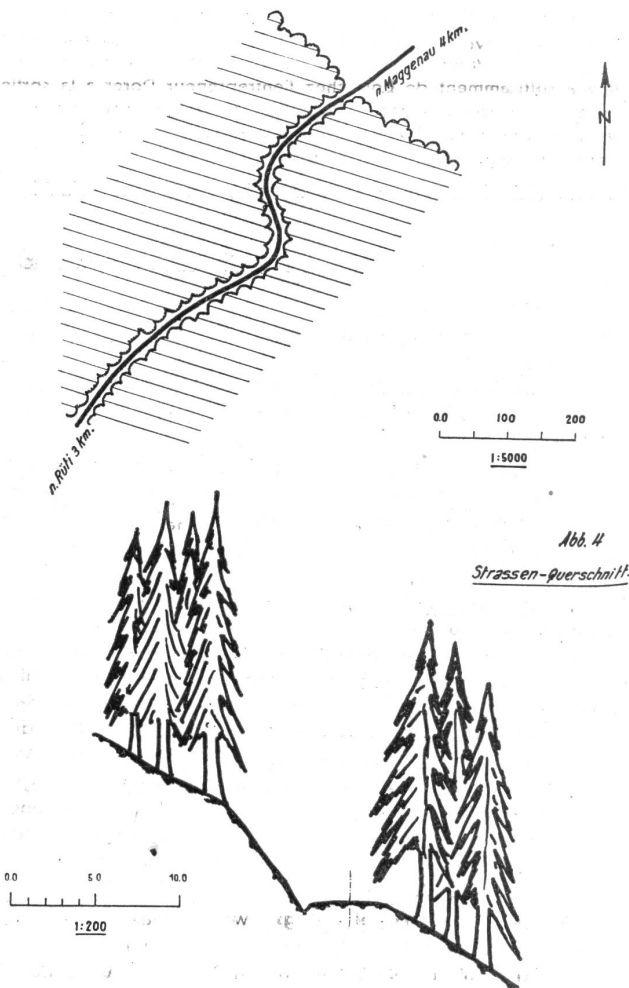 n. Maggenau 4 km.
N
n. Rüti 3 km.
0.0 100 200
1:5000
Abb. 4
Strassen-Querschnitt.
0.0 5.0 10.0
1:200